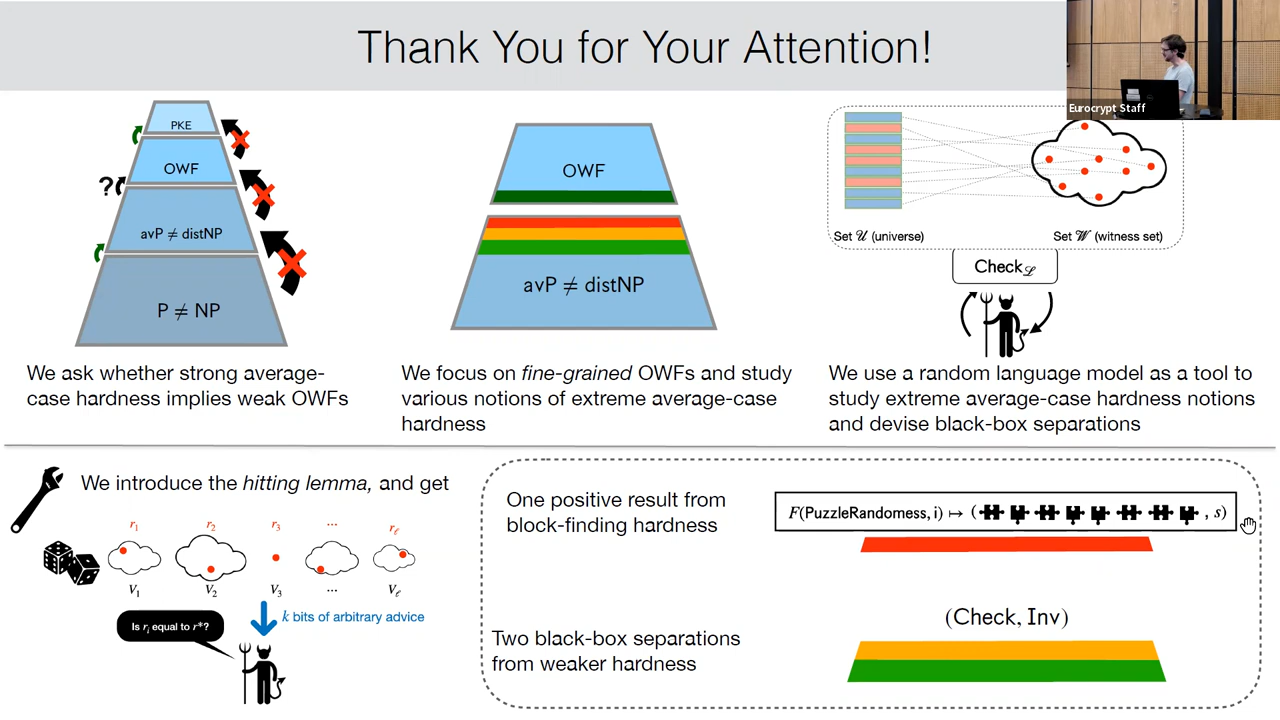 Thank You for Your Attention!
Eurocrypt Staff
PKE
OWF
?
avP ≠ distNP
P ≠ NP
We ask whether strong average-
case hardness implies weak OWFs
OWF
avP ≠ distNP
We focus on fine-grained OWFs and study
various notions of extreme average-case
hardness
Set 𝒰 (universe)
Set 𝒲 (witness set)
Check_ℒ
We use a random language model as a tool to
study extreme average-case hardness notions
and devise black-box separations
We introduce the hitting lemma, and get
r₁ r₂ r₃ ... r_ℓ
V₁ V₂ V₃ ... V_ℓ
k bits of arbitrary advice
Is rᵢ equal to r*?
One positive result from
block-finding hardness
F(PuzzleRandomess, i) ↦ ( , s)
(Check, Inv)
Two black-box separations
from weaker hardness